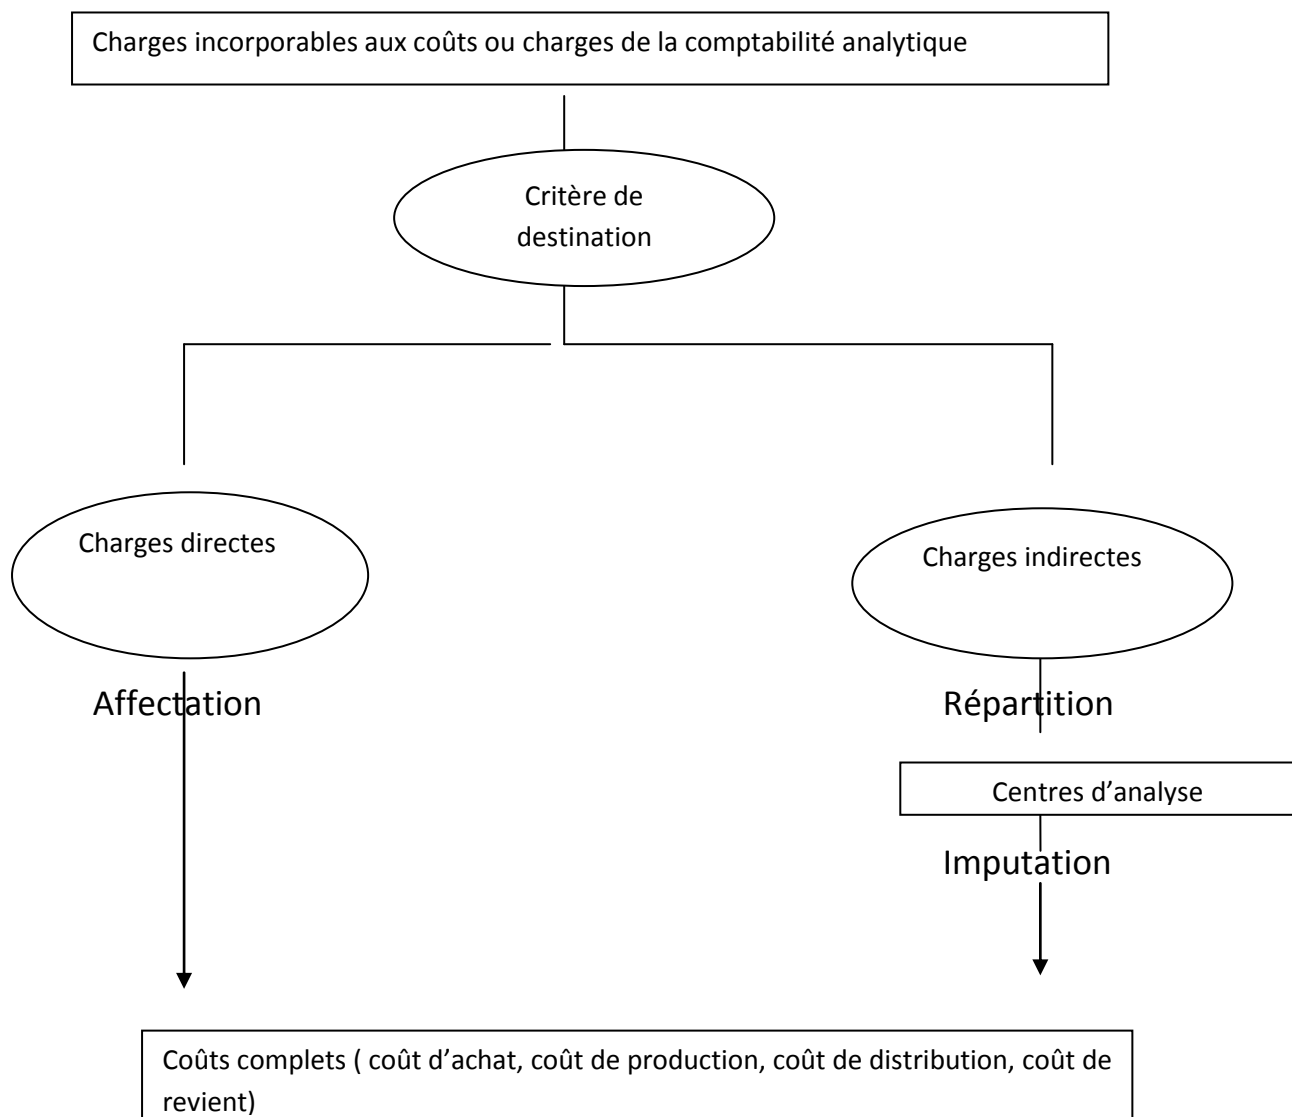 Charges incorporables aux coûts ou charges de la comptabilité analytique
Critère de
destination
Charges directes
Charges indirectes
Affectation
Répartition
Centres d’analyse
Imputation
Coûts complets ( coût d’achat, coût de production, coût de distribution, coût de
revient)